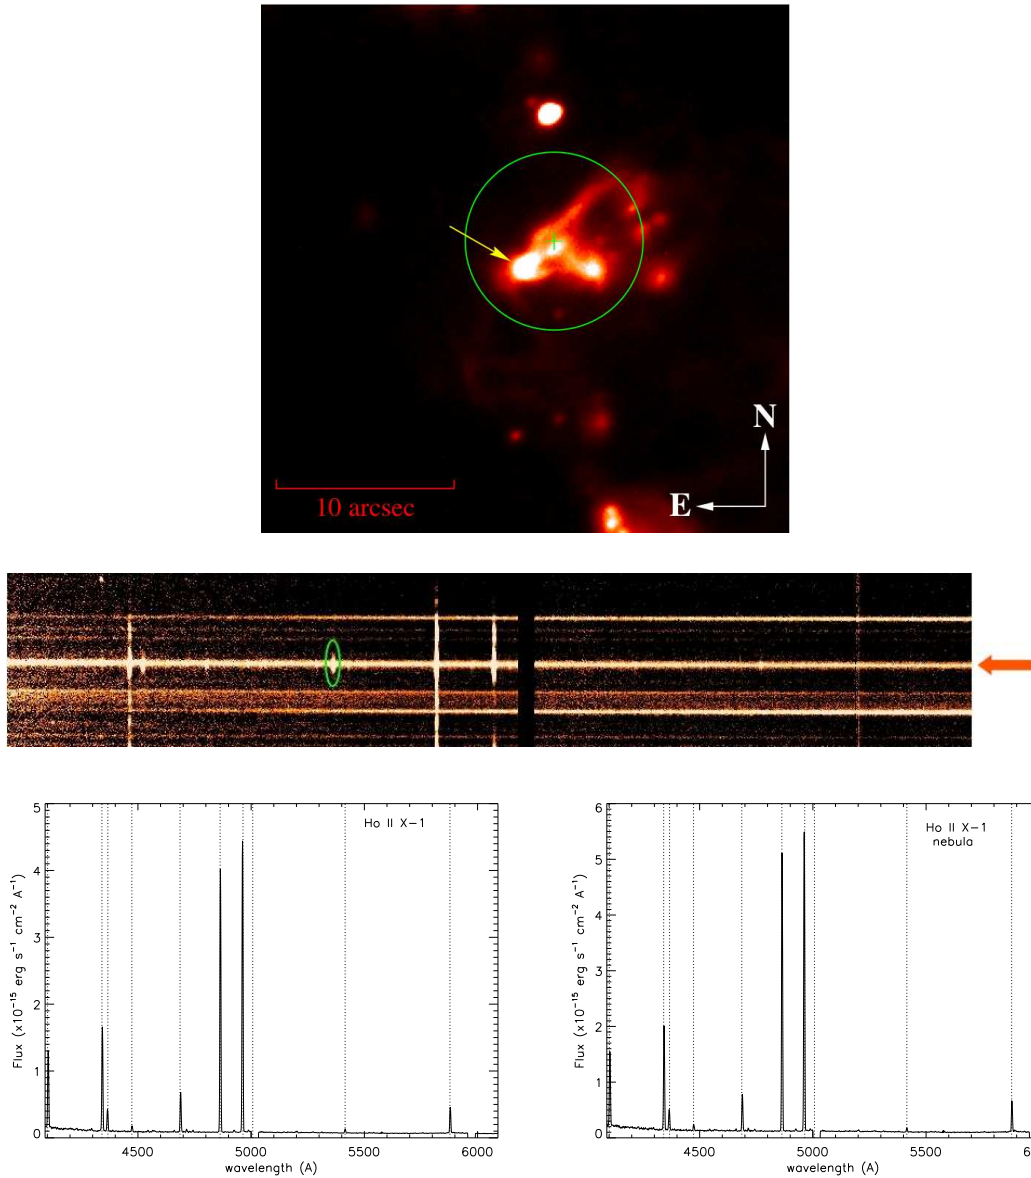 N
E
10 arcsec
5
4
3
2
1
0
Flux (x10⁻¹⁵ erg s⁻¹ cm⁻² A⁻¹)
Ho II X-1
4500
5000
5500
6000
wavelength (A)
6
5
4
3
2
1
0
Flux (x10⁻¹⁵ erg s⁻¹ cm⁻² A⁻¹)
Ho II X-1
nebula
4500
5000
5500
6
wavelength (A)